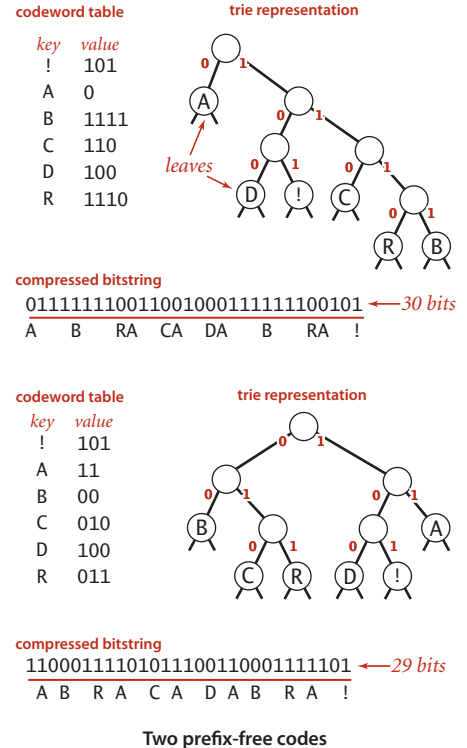 codeword table
trie representation
key value
! 101
A 0
B 1111
C 110
D 100
R 1110
0 1
A
0 1
leaves
0 1
0 1
D ! C
0 1
R B
compressed bitstring
011111110011001000111111100101 30 bits
A B RA CA DA B RA !
codeword table
trie representation
key value
! 101
A 11
B 00
C 010
D 100
R 011
0 1
0 1
0 1
B A
0 1
0 1
C R D !
compressed bitstring
11000111101011100110001111101 29 bits
A B R A C A D A B R A !
Two prefix-free codes